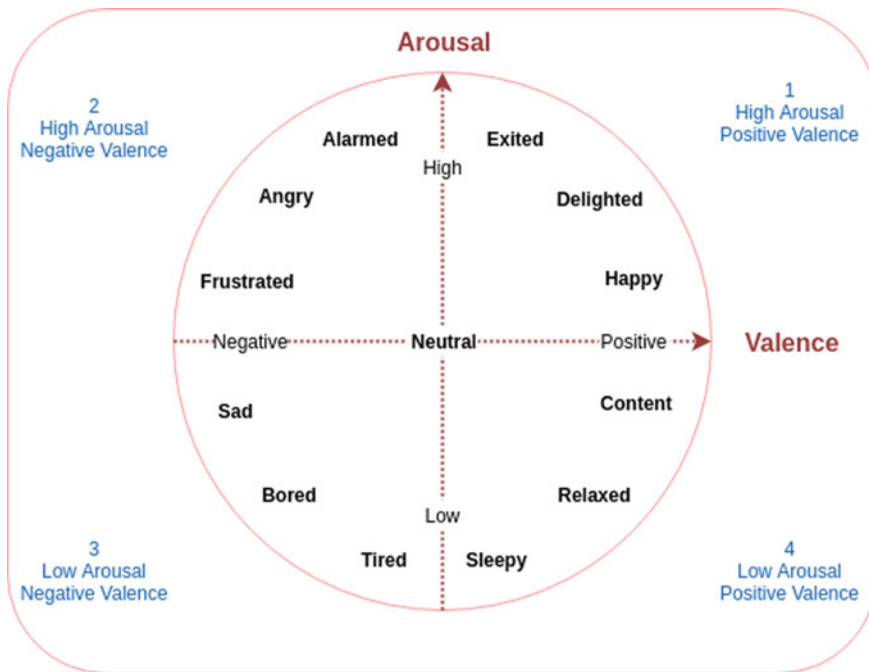 Arousal
2
High Arousal
Negative Valence
1
High Arousal
Positive Valence
Alarmed
Exited
High
Angry
Delighted
Frustrated
Happy
Negative
Neutral
Positive
Valence
Sad
Content
Bored
Relaxed
Low
Tired
Sleepy
3
Low Arousal
Negative Valence
4
Low Arousal
Positive Valence